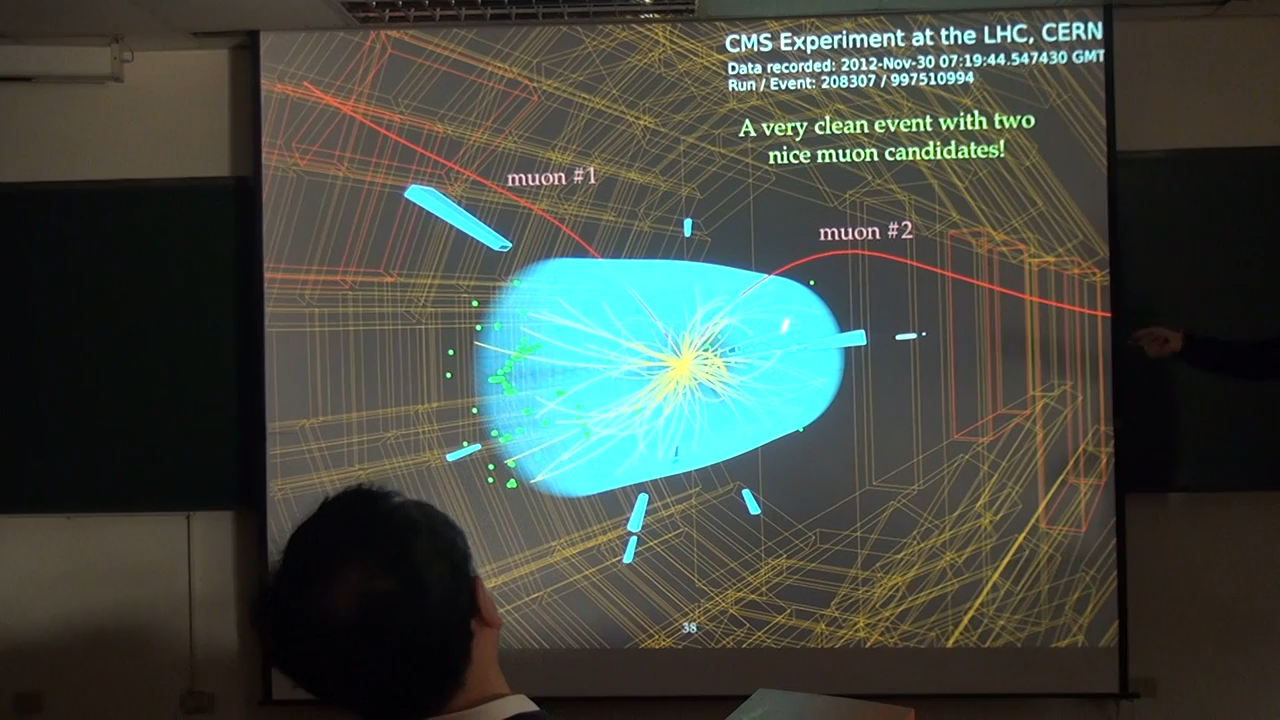 CMS Experiment at the LHC, CERN
Data recorded: 2012-Nov-30 07:19:44.547430 GMT
Run / Event: 208307 / 997510994
A very clean event with two
nice muon candidates!
muon #1
muon #2
38